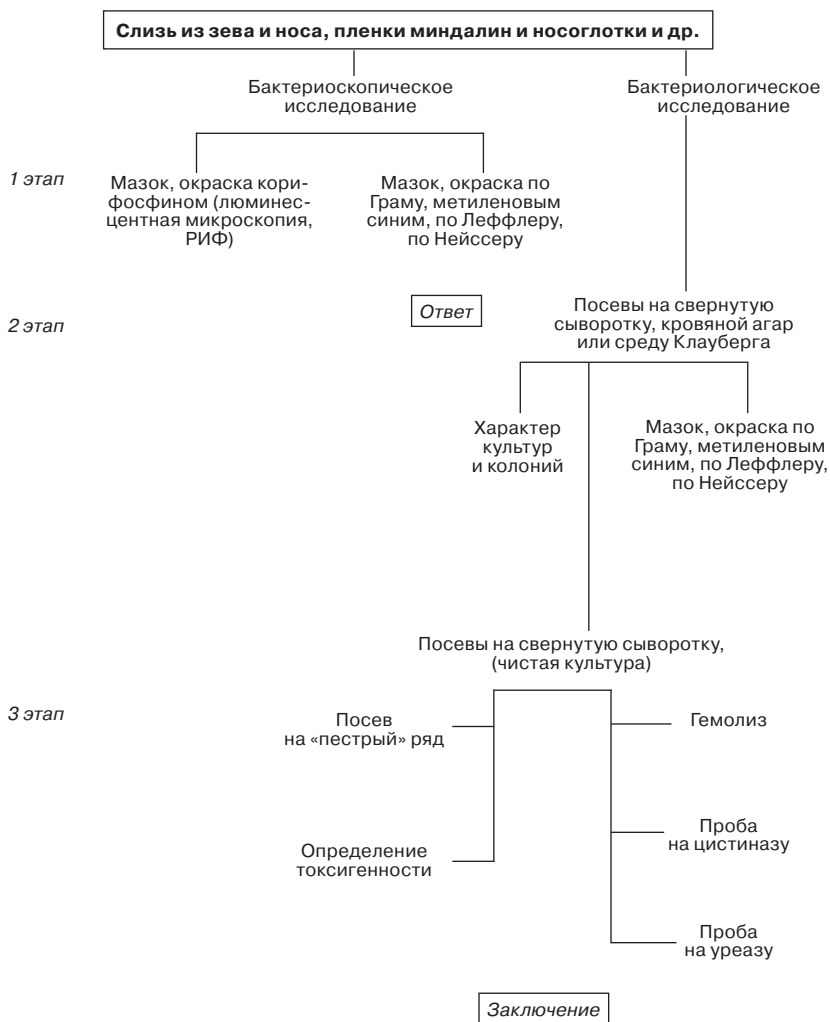 Слизь из зева и носа, пленки миндалин и носоглотки и др.
Бактериоскопическое
исследование
Бактериологическое
исследование
1 этап
Мазок, окраска кори-
фосфином (люминес-
центная микроскопия,
РИФ)
Мазок, окраска по
Граму, метиленовым
синим, по Леффлеру,
по Нейссеру
2 этап
Ответ
Посевы на свернутую
сыворотку, кровяной агар
или среду Клауберга
Характер
культур
и колоний
Мазок, окраска по
Граму, метиленовым
синим, по Леффлеру,
по Нейссеру
Посевы на свернутую сыворотку,
(чистая культура)
3 этап
Посев
на «пестрый» ряд
Гемолиз
Определение
токсигенности
Проба
на цистиназу
Проба
на уреазу
Заключение